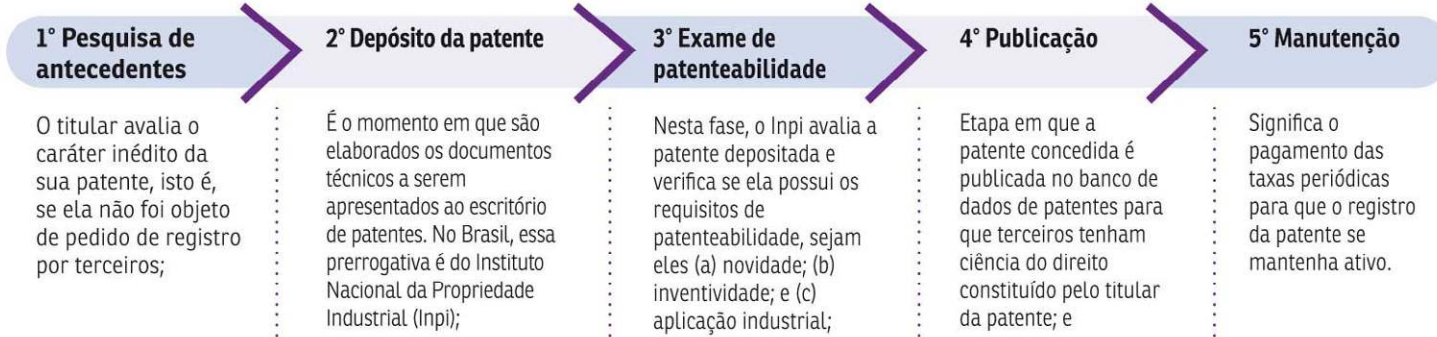 1° Pesquisa de
antecedentes
O titular avalia o
caráter inédito da
sua patente, isto é,
se ela não foi objeto
de pedido de registro
por terceiros;
2° Depósito da patente
É o momento em que são
elaborados os documentos
técnicos a serem
apresentados ao escritório
de patentes. No Brasil, essa
prerrogativa é do Instituto
Nacional da Propriedade
Industrial (Inpi);
3° Exame de
patenteabilidade
Nesta fase, o Inpi avalia a
patente depositada e
verifica se ela possui os
requisitos de
patenteabilidade, sejam
eles (a) novidade; (b)
inventividade; e (c)
aplicação industrial;
4° Publicação
Etapa em que a
patente concedida é
publicada no banco de
dados de patentes para
que terceiros tenham
ciência do direito
constituído pelo titular
da patente; e
5° Manutenção
Significa o
pagamento das
taxas periódicas
para que o registro
da patente se
mantenha ativo.